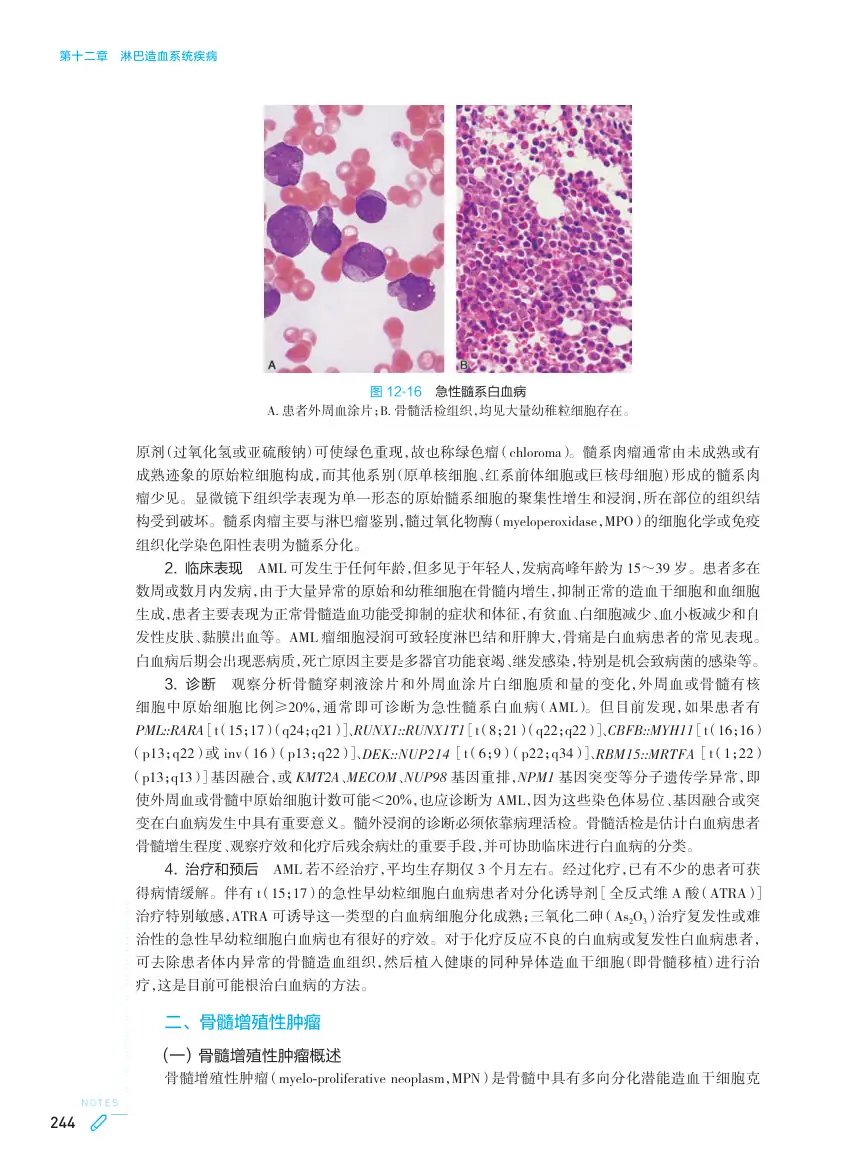 第十二章 淋巴造血系统疾病
A
B
图 12-16 急性髓系白血病
A. 患者外周血涂片；B. 骨髓活检组织，均见大量幼稚粒细胞存在。
原剂（过氧化氢或亚硫酸钠）可使绿色重现，故也称绿色瘤（chloroma）。髓系肉瘤通常由未成熟或有
成熟迹象的原始粒细胞构成，而其他系别（原单核细胞、红系前体细胞或巨核母细胞）形成的髓系肉
瘤少见。显微镜下组织学表现为单一形态的原始髓系细胞的聚集性增生和浸润，所在部位的组织结
构受到破坏。髓系肉瘤主要与淋巴瘤鉴别，髓过氧化物酶（myeloperoxidase，MPO）的细胞化学或免疫
组织化学染色阳性表明为髓系分化。
2. 临床表现 AML 可发生于任何年龄，但多见于年轻人，发病高峰年龄为 15～39 岁。患者多在
数周或数月内发病，由于大量异常的原始和幼稚细胞在骨髓内增生，抑制正常的造血干细胞和血细胞
生成，患者主要表现为正常骨髓造血功能受抑制的症状和体征，有贫血、白细胞减少、血小板减少和自
发性皮肤、黏膜出血等。AML 瘤细胞浸润可致轻度淋巴结和肝脾大，骨痛是白血病患者的常见表现。
白血病后期会出现恶病质，死亡原因主要是多器官功能衰竭、继发感染，特别是机会致病菌的感染等。
3. 诊断 观察分析骨髓穿刺液涂片和外周血涂片白细胞质和量的变化，外周血或骨髓有核
细胞中原始细胞比例≥20%，通常即可诊断为急性髓系白血病（AML）。但目前发现，如果患者有
PML::RARA［t（15；17）（q24；q21）］、RUNX1::RUNX1T1［t（8；21）（q22；q22）］、CBFB::MYH11［t（16；16）
（p13；q22）或 inv（16）（p13；q22）］、DEK::NUP214［t（6；9）（p22；q34）］、RBM15::MRTFA［t（1；22）
（p13；q13）］基因融合，或 KMT2A、MECOM、NUP98 基因重排，NPM1 基因突变等分子遗传学异常，即
使外周血或骨髓中原始细胞计数可能＜20%，也应诊断为 AML，因为这些染色体易位、基因融合或突
变在白血病发生中具有重要意义。髓外浸润的诊断必须依靠病理活检。骨髓活检是估计白血病患者
骨髓增生程度、观察疗效和化疗后残余病灶的重要手段，并可协助临床进行白血病的分类。
4. 治疗和预后 AML 若不经治疗，平均生存期仅 3 个月左右。经过化疗，已有不少的患者可获
得病情缓解。伴有 t（15；17）的急性早幼粒细胞白血病患者对分化诱导剂［全反式维 A 酸（ATRA）］
治疗特别敏感，ATRA 可诱导这一类型的白血病细胞分化成熟；三氧化二砷（As₂O₃）治疗复发性或难
治性的急性早幼粒细胞白血病也有很好的疗效。对于化疗反应不良的白血病或复发性白血病患者，
可去除患者体内异常的骨髓造血组织，然后植入健康的同种异体造血干细胞（即骨髓移植）进行治
疗，这是目前可能根治白血病的方法。
二、骨髓增殖性肿瘤
（一）骨髓增殖性肿瘤概述
骨髓增殖性肿瘤（myelo-proliferative neoplasm，MPN）是骨髓中具有多向分化潜能造血干细胞克
NOTES
244